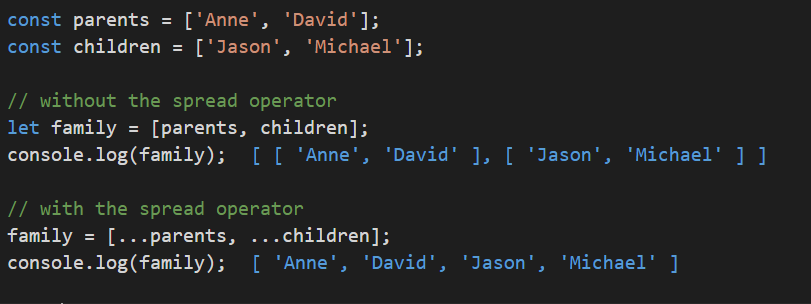 const parents = ['Anne', 'David'];
const children = ['Jason', 'Michael'];
// without the spread operator
let family = [parents, children];
console.log(family);  [ [ 'Anne', 'David' ], [ 'Jason', 'Michael' ] ]
// with the spread operator
family = [...parents, ...children];
console.log(family);  [ 'Anne', 'David', 'Jason', 'Michael' ]